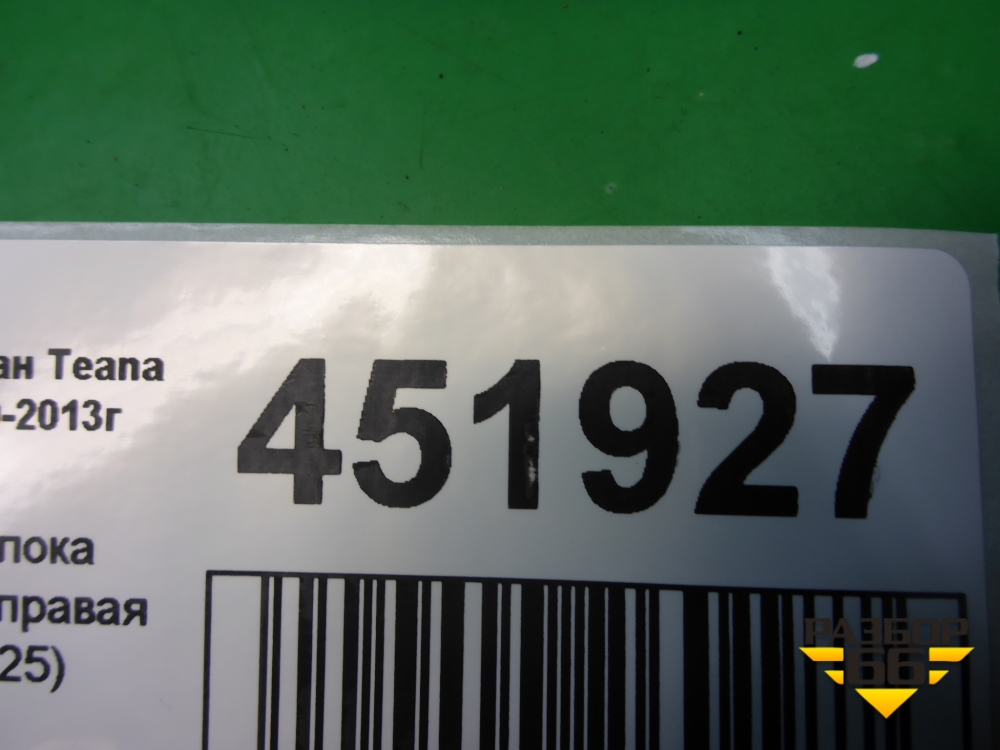 ан Teana
-2013г
451927
лока
правая
25)
РАЗБОР
66